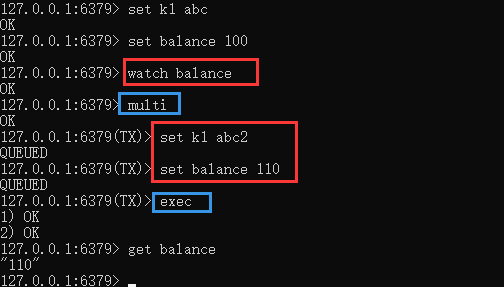 127.0.0.1:6379> set k1 abc
OK
127.0.0.1:6379> set balance 100
OK
127.0.0.1:6379> watch balance
OK
127.0.0.1:6379> multi
OK
127.0.0.1:6379(TX)> set k1 abc2
QUEUED
127.0.0.1:6379(TX)> set balance 110
QUEUED
127.0.0.1:6379(TX)> exec
1) OK
2) OK
127.0.0.1:6379> get balance
"110"
127.0.0.1:6379>